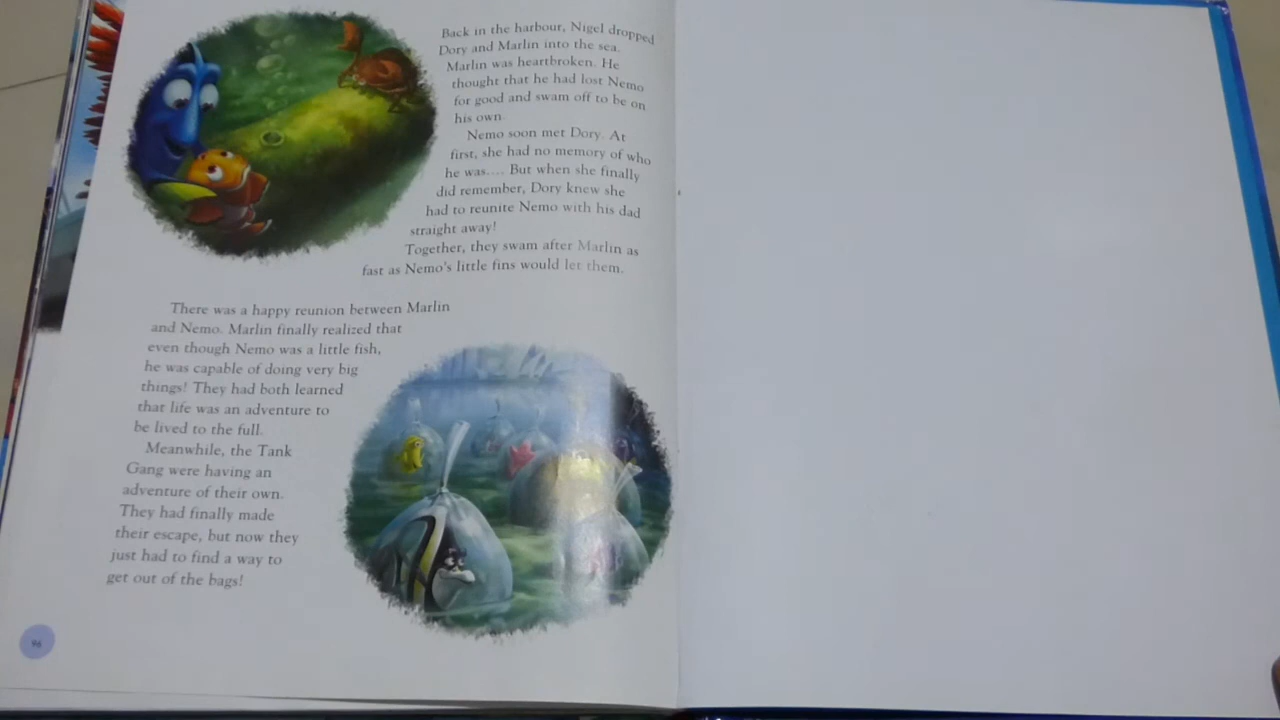 Back in the harbour, Nigel dropped
Dory and Marlin into the sea.
Marlin was heartbroken. He
thought that he had lost Nemo
for good and swam off to be on
his own.
Nemo soon met Dory. At
first, she had no memory of who
he was.... But when she finally
did remember, Dory knew she
had to reunite Nemo with his dad
straight away!
Together, they swam after Marlin as
fast as Nemo's little fins would let them.
There was a happy reunion between Marlin
and Nemo. Marlin finally realized that
even though Nemo was a little fish,
he was capable of doing very big
things! They had both learned
that life was an adventure to
be lived to the full.
Meanwhile, the Tank
Gang were having an
adventure of their own.
They had finally made
their escape, but now they
just had to find a way to
get out of the bags!
96